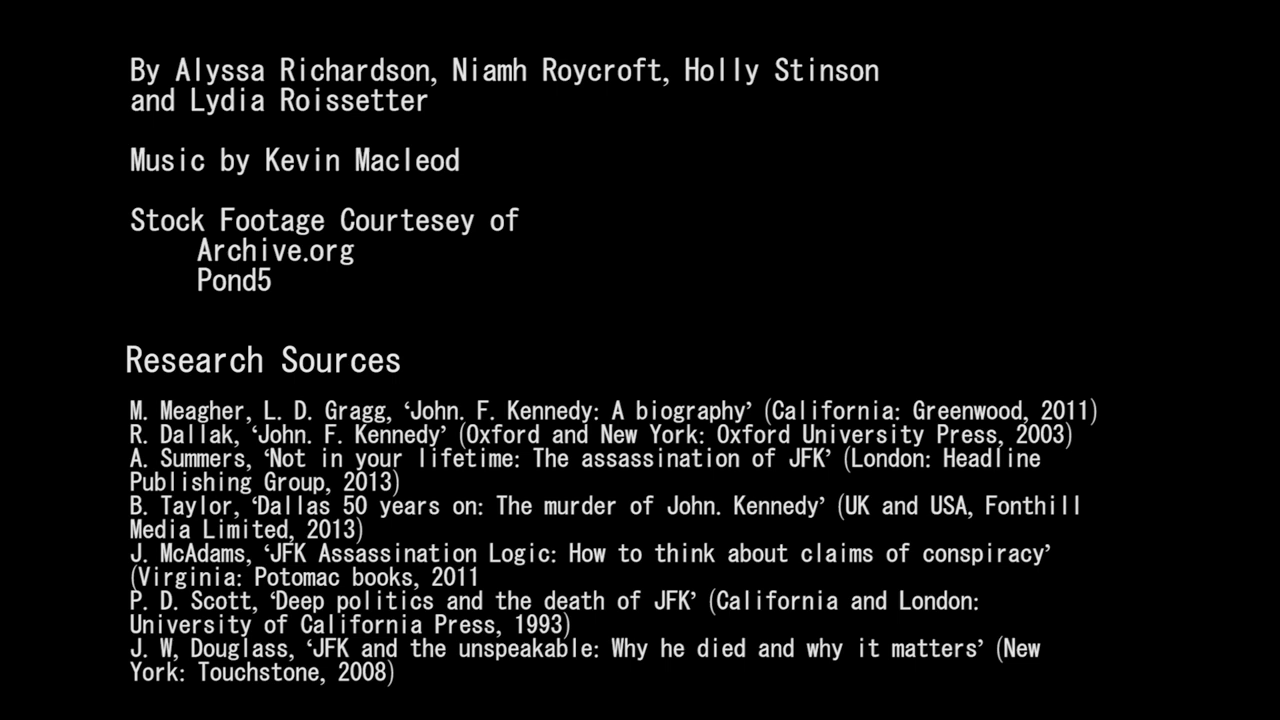 By Alyssa Richardson, Niamh Roycroft, Holly Stinson
and Lydia Roissetter
Music by Kevin Macleod
Stock Footage Courtesey of
Archive.org
Pond5
Research Sources
M. Meagher, L. D. Gragg, ‘John. F. Kennedy: A biography’ (California: Greenwood, 2011)
R. Dallak, ‘John. F. Kennedy’ (Oxford and New York: Oxford University Press, 2003)
A. Summers, ‘Not in your lifetime: The assassination of JFK’ (London: Headline
Publishing Group, 2013)
B. Taylor, ‘Dallas 50 years on: The murder of John. Kennedy’ (UK and USA, Fonthill
Media Limited, 2013)
J. McAdams, ‘JFK Assassination Logic: How to think about claims of conspiracy’
(Virginia: Potomac books, 2011
P. D. Scott, ‘Deep politics and the death of JFK’ (California and London:
University of California Press, 1993)
J. W, Douglass, ‘JFK and the unspeakable: Why he died and why it matters’ (New
York: Touchstone, 2008)